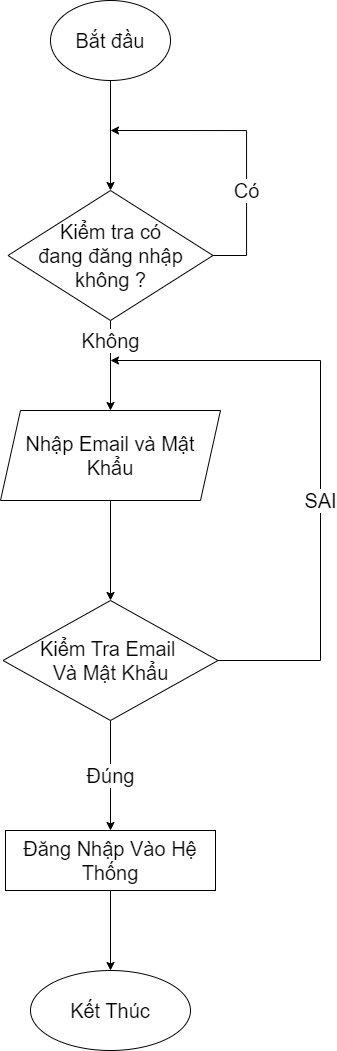 Bắt đầu
Có
Kiểm tra có
đang đăng nhập
không ?
Không
Nhập Email và Mật
Khẩu
SAI
Kiểm Tra Email
Và Mật Khẩu
Đúng
Đăng Nhập Vào Hệ
Thống
Kết Thúc